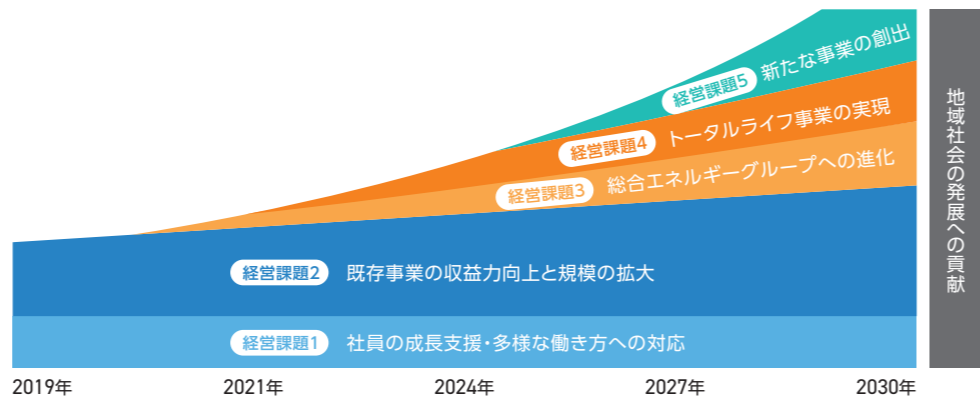 経営課題5 新たな事業の創出
経営課題4 トータルライフ事業の実現
経営課題3 総合エネルギーグループへの進化
経営課題2 既存事業の収益力向上と規模の拡大
経営課題1 社員の成長支援・多様な働き方への対応
地域社会の発展への貢献
2019年 2021年 2024年 2027年 2030年